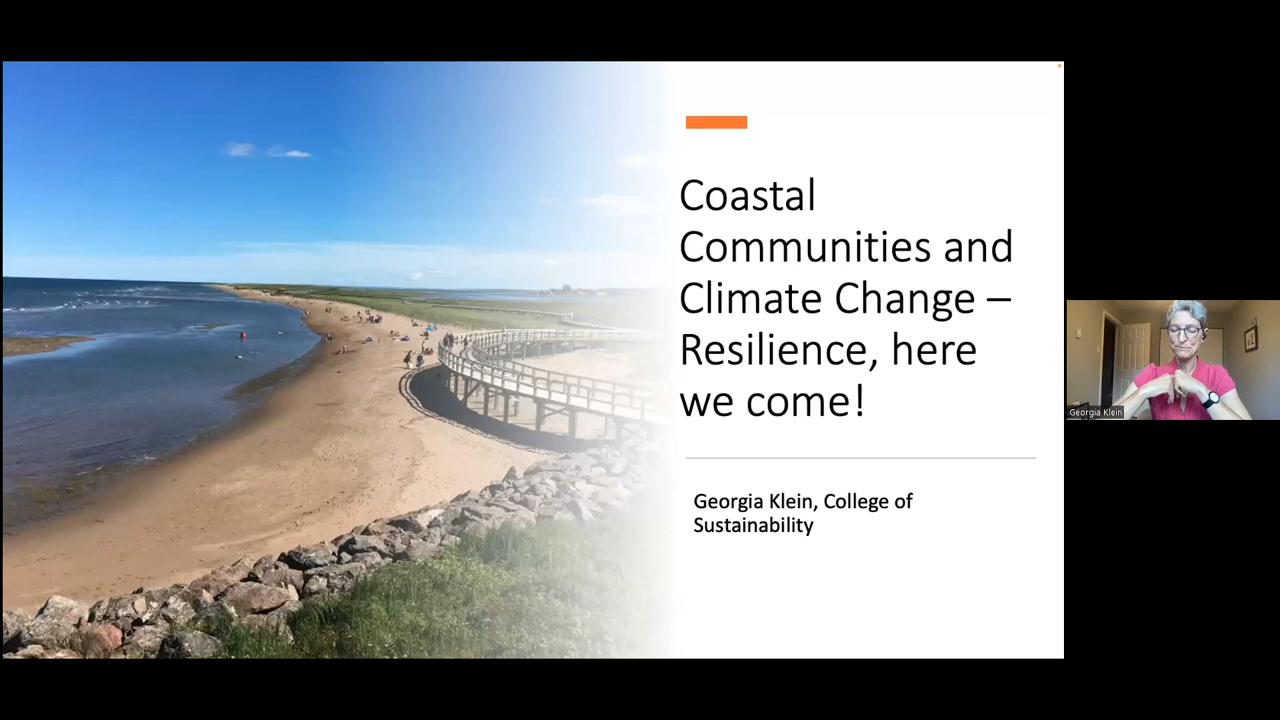 Coastal
Communities and
Climate Change –
Resilience, here
we come!
Georgia Klein, College of
Sustainability
Georgia Klein